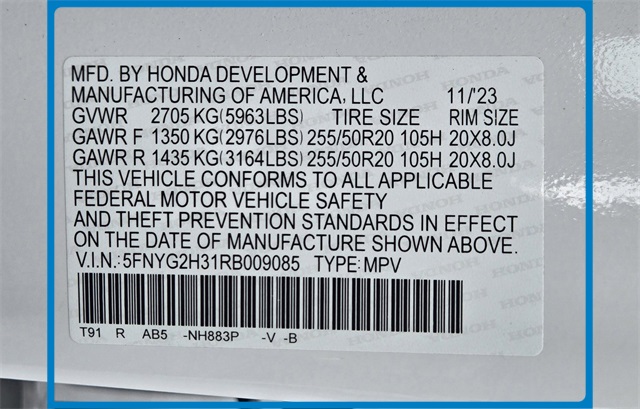 MFD. BY HONDA DEVELOPMENT &
MANUFACTURING OF AMERICA, LLC 11/'23
GVWR 2705 KG (5963LBS) TIRE SIZE RIM SIZE
GAWR F 1350 KG (2976LBS) 255/50R20 105H 20X8.0J
GAWR R 1435 KG (3164LBS) 255/50R20 105H 20X8.0J
THIS VEHICLE CONFORMS TO ALL APPLICABLE
FEDERAL MOTOR VEHICLE SAFETY
AND THEFT PREVENTION STANDARDS IN EFFECT
ON THE DATE OF MANUFACTURE SHOWN ABOVE.
V.I.N.:5FNYG2H31RB009085 TYPE:MPV
T91 R AB5 -NH883P -V -B